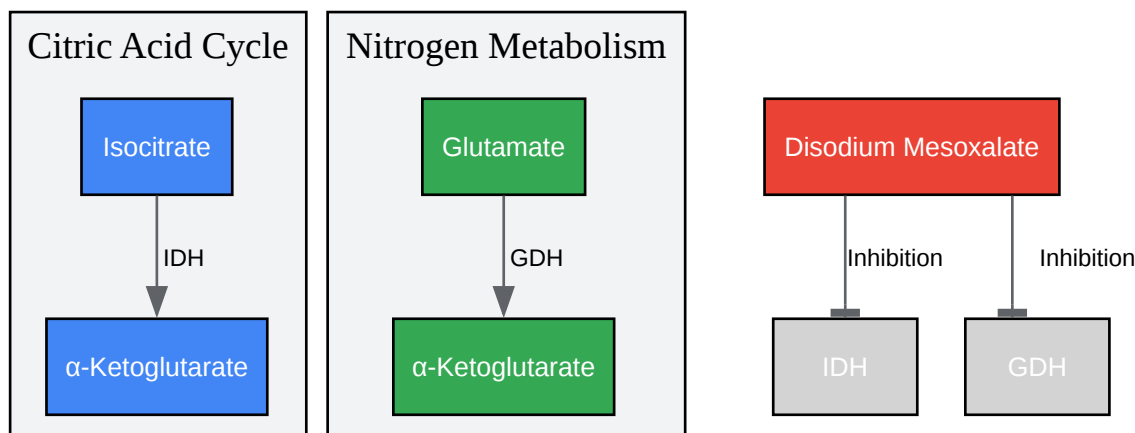 Citric Acid Cycle
Nitrogen Metabolism
Isocitrate
Glutamate
Disodium Mesoxalate
IDH
GDH
Inhibition
Inhibition
α-Ketoglutarate
α-Ketoglutarate
IDH
GDH